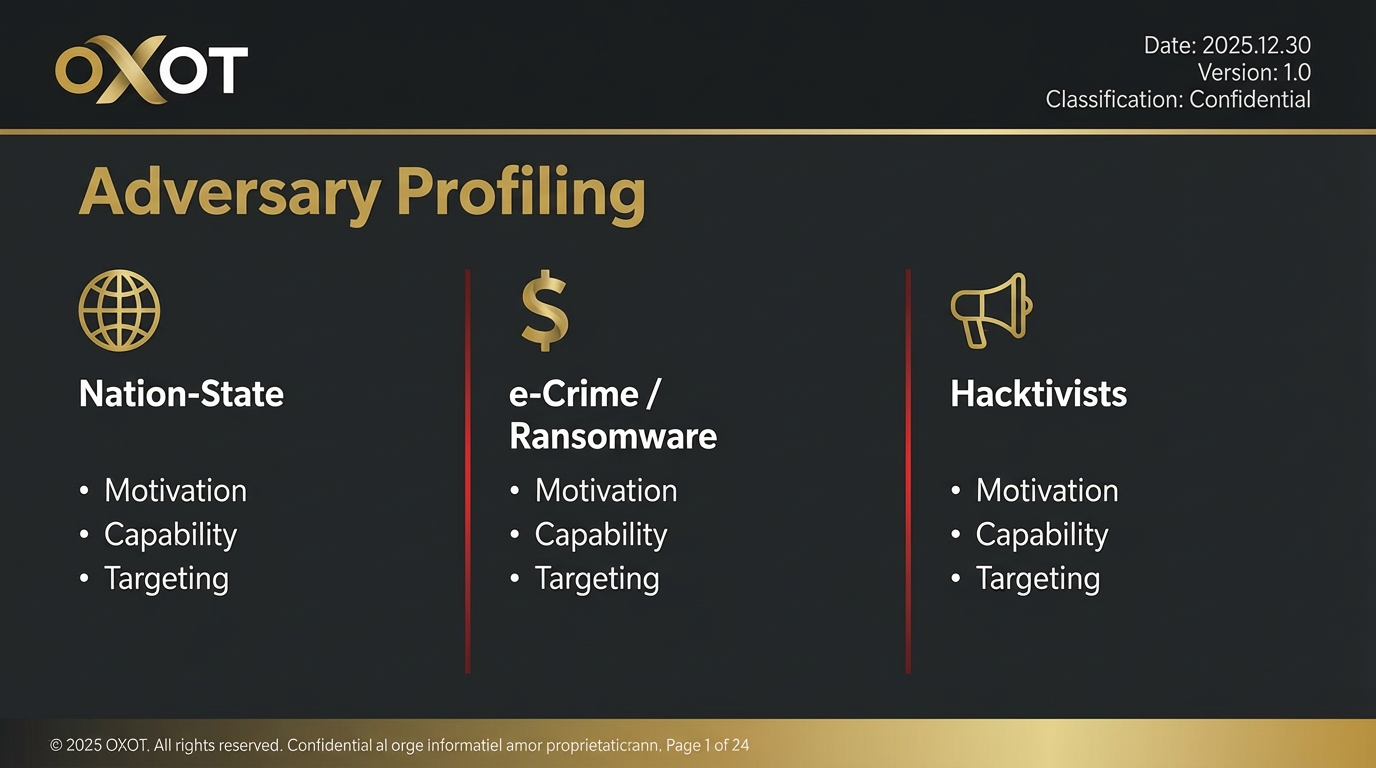 OXOT
Date: 2025.12.30
Version: 1.0
Classification: Confidential
Adversary Profiling
Nation-State
• Motivation
• Capability
• Targeting
e-Crime /
Ransomware
• Motivation
• Capability
• Targeting
Hacktivists
• Motivation
• Capability
• Targeting
© 2025 OXOT. All rights reserved. Confidential al orge informatiel amor proprietaticrann. Page 1 of 24